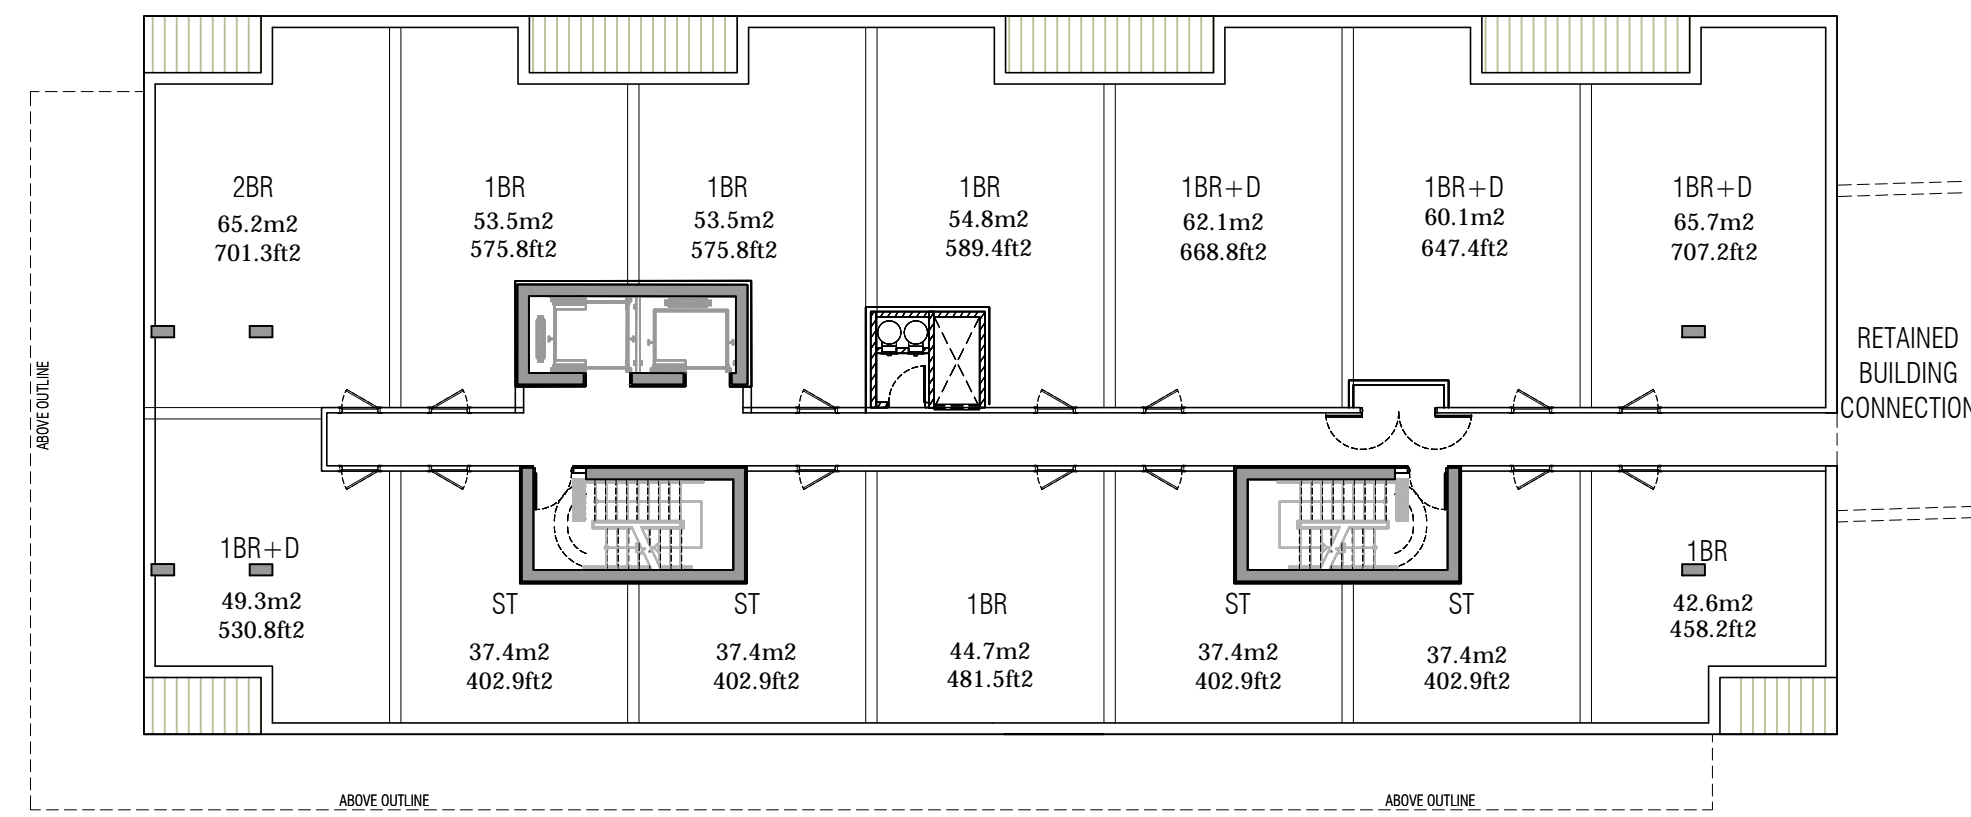 2BR
65.2m2
701.3ft2
1BR
53.5m2
575.8ft2
1BR
53.5m2
575.8ft2
1BR
54.8m2
589.4ft2
1BR+D
62.1m2
668.8ft2
1BR+D
60.1m2
647.4ft2
1BR+D
65.7m2
707.2ft2
RETAINED
BUILDING
CONNECTION
ABOVE OUTLINE
1BR+D
49.3m2
530.8ft2
ST
37.4m2
402.9ft2
ST
37.4m2
402.9ft2
1BR
44.7m2
481.5ft2
ST
37.4m2
402.9ft2
ST
37.4m2
402.9ft2
1BR
42.6m2
458.2ft2
ABOVE OUTLINE
ABOVE OUTLINE